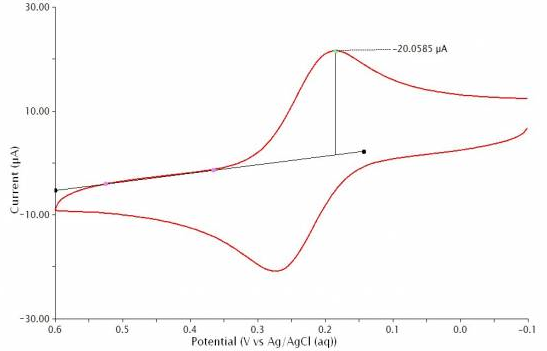 30.00
-20.0585 µA
10.00
Current (µA)
-10.00
-30.00
0.6 0.5 0.4 0.3 0.2 0.1 0.0 -0.1
Potential (V vs Ag/AgCl (aq))